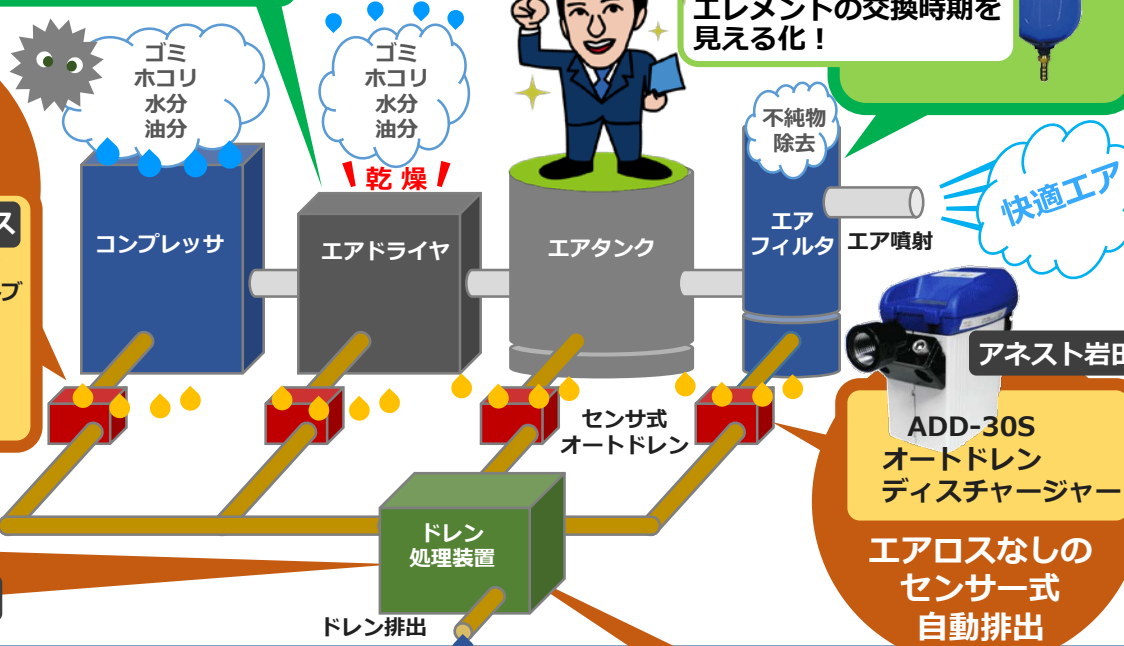 エレメントの交換時期を
見える化！
ゴミ
ホコリ
水分
油分
ゴミ
ホコリ
水分
油分
乾燥
不純物
除去
コンプレッサ
エアドライヤ
エアタンク
エア
フィルタ
エア噴射
快適エア
ス
ブ
センサ式
オートドレン
アネスト岩田
ADD-30S
オートドレン
ディスチャージャー
エアロスなしの
センサー式
自動排出
ドレン
処理装置
ドレン排出